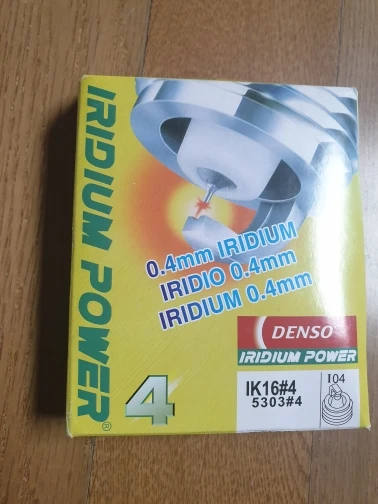 IRIDIUM POWER®
0.4mm IRIDIUM
IRIDIO 0.4mm
IRIDIUM 0.4mm
DENSO
IRIDIUM POWER
4
IK16#4
5303#4
I04